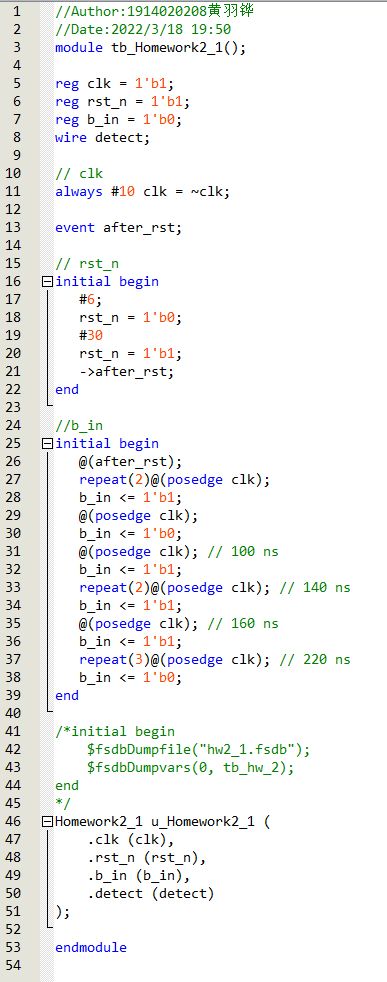 1 //Author:1914020208黄羽铧
2 //Date:2022/3/18 19:50
3 module tb_Homework2_1();
4
5 reg clk = 1'b1;
6 reg rst_n = 1'b1;
7 reg b_in = 1'b0;
8 wire detect;
9
10 // clk
11 always #10 clk = ~clk;
12
13 event after_rst;
14
15 // rst_n
16 initial begin
17 #6;
18 rst_n = 1'b0;
19 #30
20 rst_n = 1'b1;
21 ->after_rst;
22 end
23
24 //b_in
25 initial begin
26 @(after_rst);
27 repeat(2)@(posedge clk);
28 b_in <= 1'b1;
29 @(posedge clk);
30 b_in <= 1'b0;
31 @(posedge clk); // 100 ns
32 b_in <= 1'b1;
33 repeat(2)@(posedge clk); // 140 ns
34 b_in <= 1'b1;
35 @(posedge clk); // 160 ns
36 b_in <= 1'b1;
37 repeat(3)@(posedge clk); // 220 ns
38 b_in <= 1'b0;
39 end
40
41 /*initial begin
42 $fsdbDumpfile("hw2_1.fsdb");
43 $fsdbDumpvars(0, tb_hw_2);
44 end
45 */
46 Homework2_1 u_Homework2_1 (
47 .clk (clk),
48 .rst_n (rst_n),
49 .b_in (b_in),
50 .detect (detect)
51 );
52
53 endmodule
54